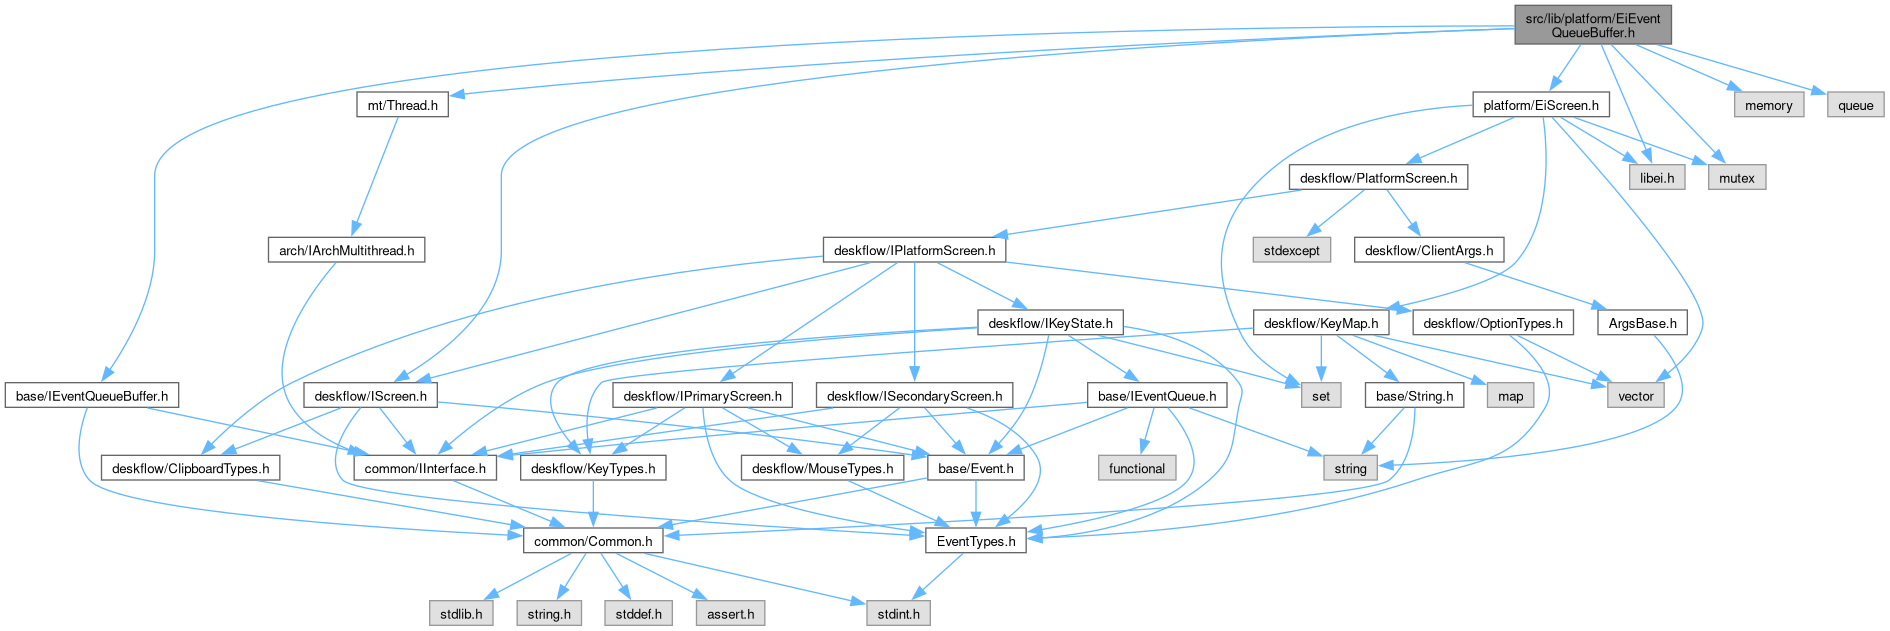 src/lib/platform/EiEvent
QueueBuffer.h
mt/Thread.h
platform/EiScreen.h
memory
queue
deskflow/PlatformScreen.h
libei.h
mutex
arch/IArchMultithread.h
deskflow/IPlatformScreen.h
stdexcept
deskflow/ClientArgs.h
deskflow/IKeyState.h
deskflow/KeyMap.h
deskflow/OptionTypes.h
ArgsBase.h
base/IEventQueueBuffer.h
deskflow/IScreen.h
deskflow/IPrimaryScreen.h
deskflow/ISecondaryScreen.h
base/IEventQueue.h
set
base/String.h
map
vector
deskflow/ClipboardTypes.h
common/IInterface.h
deskflow/KeyTypes.h
deskflow/MouseTypes.h
base/Event.h
functional
string
common/Common.h
EventTypes.h
stdlib.h
string.h
stddef.h
assert.h
stdint.h